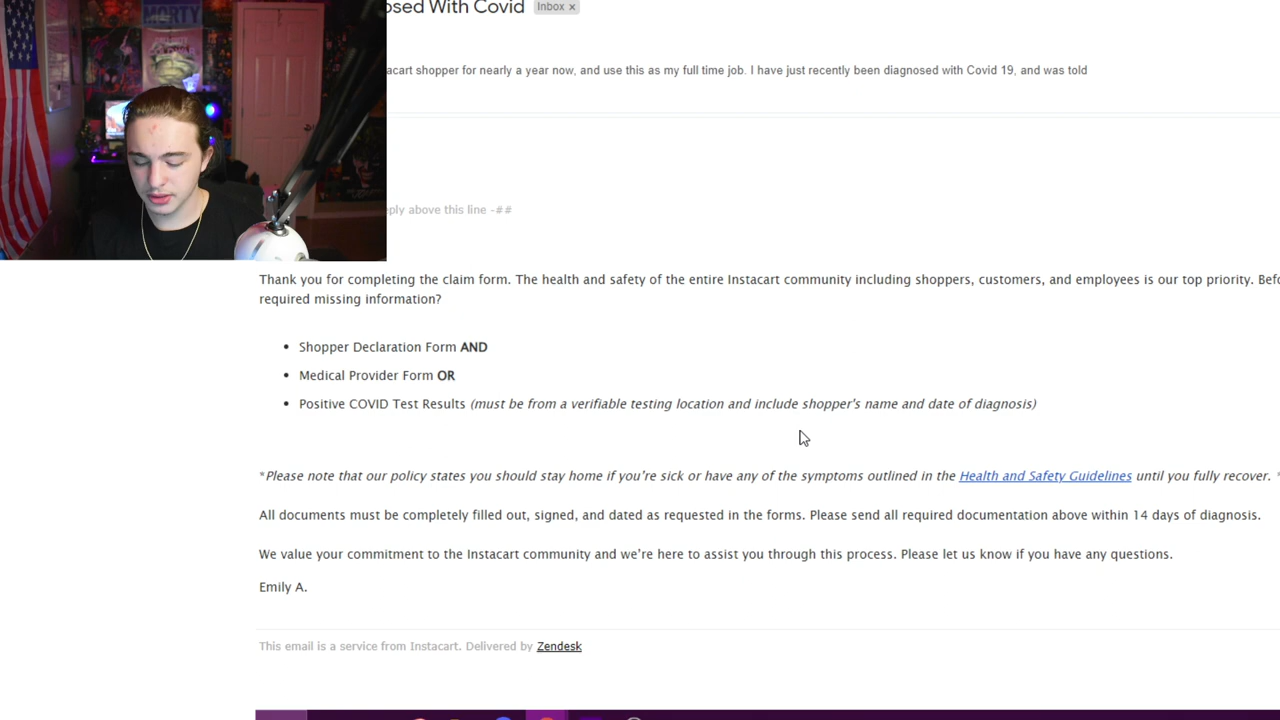 MORTY
osed With Covid
Inbox ×
acart shopper for nearly a year now, and use this as my full time job. I have just recently been diagnosed with Covid 19, and was told
eply above this line -##
Thank you for completing the claim form. The health and safety of the entire Instacart community including shoppers, customers, and employees is our top priority. Befo
required missing information?
• Shopper Declaration Form AND
• Medical Provider Form OR
• Positive COVID Test Results (must be from a verifiable testing location and include shopper's name and date of diagnosis)
*Please note that our policy states you should stay home if you're sick or have any of the symptoms outlined in the Health and Safety Guidelines until you fully recover. *
All documents must be completely filled out, signed, and dated as requested in the forms. Please send all required documentation above within 14 days of diagnosis.
We value your commitment to the Instacart community and we're here to assist you through this process. Please let us know if you have any questions.
Emily A.
This email is a service from Instacart. Delivered by Zendesk